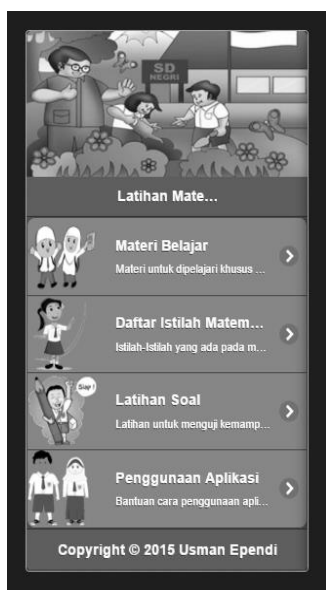 SD
NEGRI
Latihan Mate...
Materi Belajar
Materi untuk dipelajari khusus ...
Daftar Istilah Matem...
Istilah-Istilah yang ada pada m...
Siap !
Latihan Soal
Latihan untuk menguji kemamp...
Penggunaan Aplikasi
Bantuan cara penggunaan apli...
Copyright © 2015 Usman Ependi